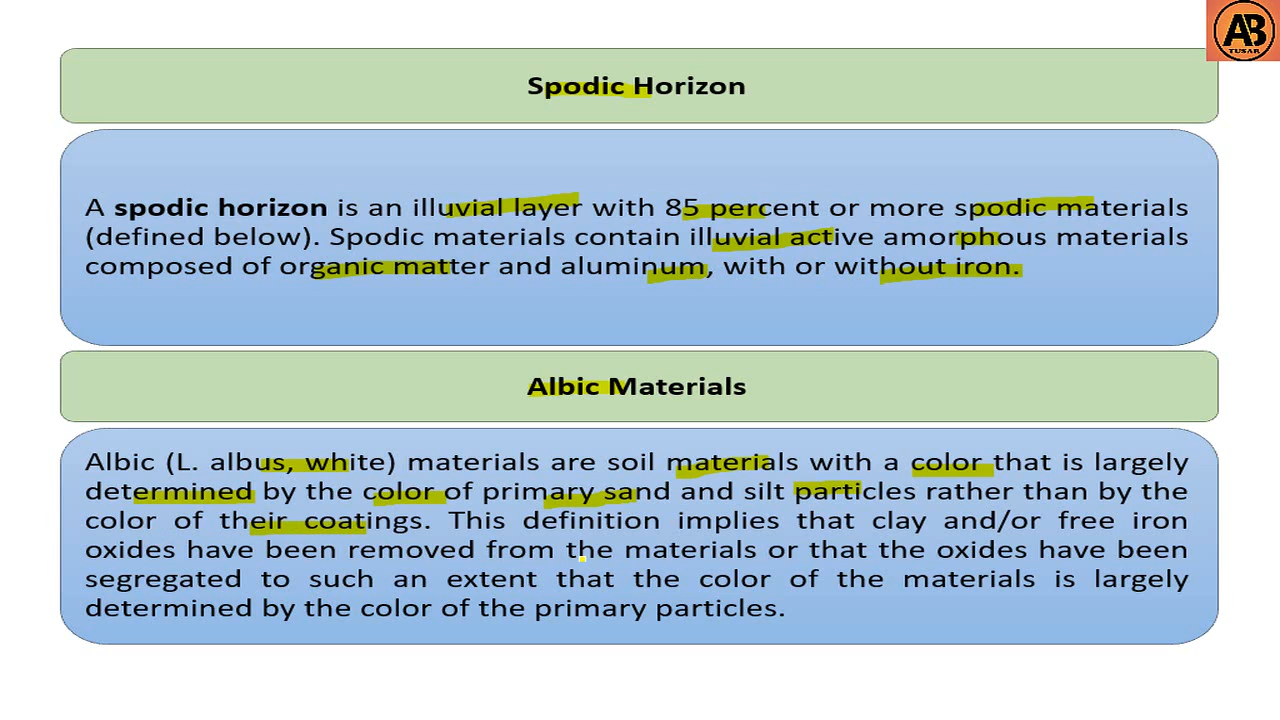 AB
TUSAR
Spodic Horizon
A spodic horizon is an illuvial layer with 85 percent or more spodic materials
(defined below). Spodic materials contain illuvial active amorphous materials
composed of organic matter and aluminum, with or without iron.
Albic Materials
Albic (L. albus, white) materials are soil materials with a color that is largely
determined by the color of primary sand and silt particles rather than by the
color of their coatings. This definition implies that clay and/or free iron
oxides have been removed from the materials or that the oxides have been
segregated to such an extent that the color of the materials is largely
determined by the color of the primary particles.